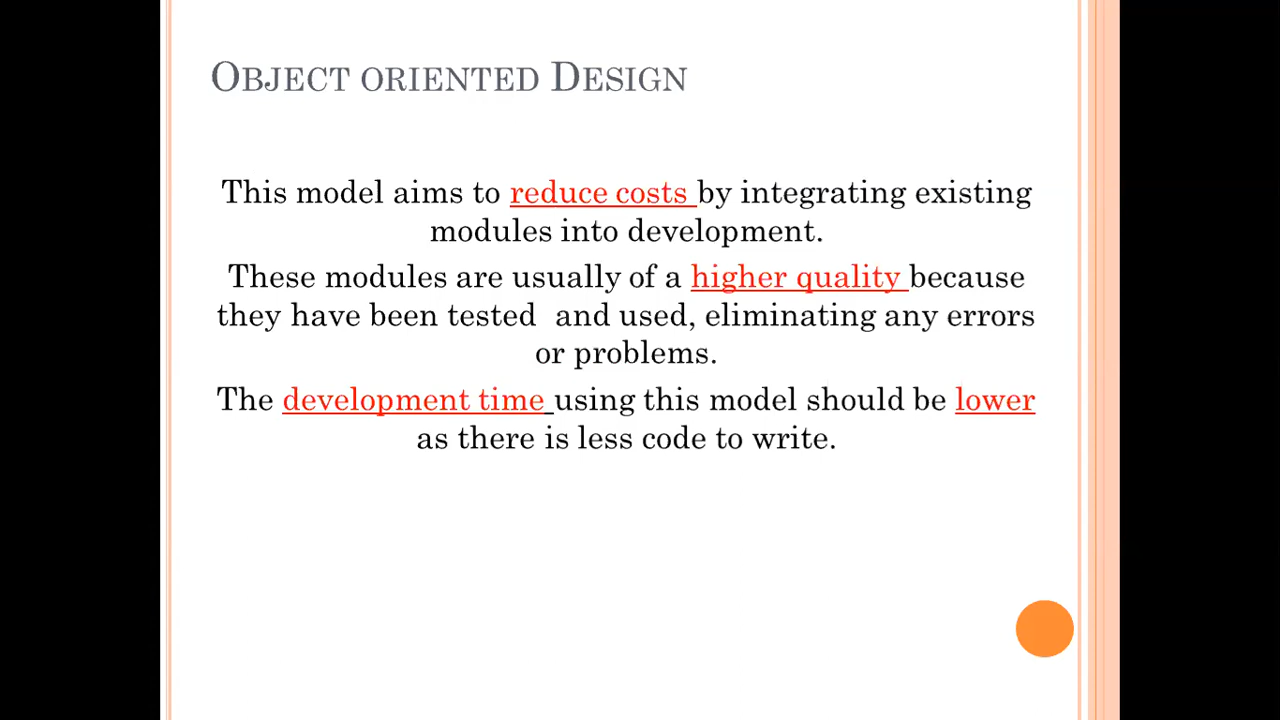 Object oriented Design
This model aims to reduce costs by integrating existing
modules into development.
These modules are usually of a higher quality because
they have been tested  and used, eliminating any errors
or problems.
The development time using this model should be lower
as there is less code to write.